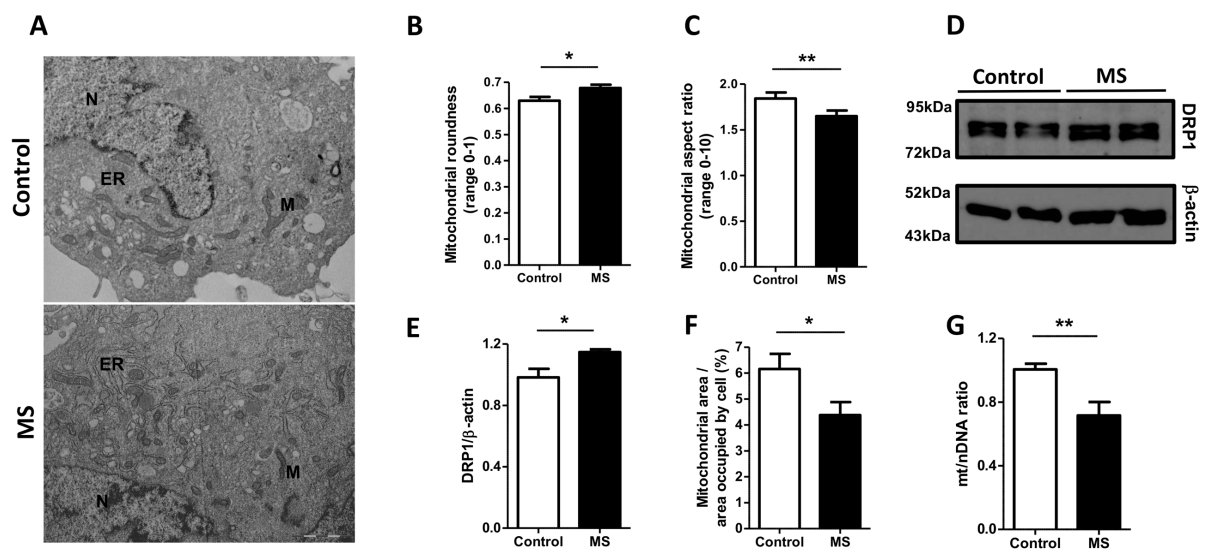 A
Control
N
ER
M
MS
ER
M
N
B
Mitochondrial roundness
(range 0-1)
0.7
0.6
0.5
0.4
0.3
0.2
0.1
0.0
*
Control
MS
C
Mitochondrial aspect ratio
(range 0-10)
2.0
1.5
1.0
0.5
0.0
**
Control
MS
D
Control
MS
95kDa
72kDa
DRP1
52kDa
43kDa
β-actin
E
DRP1/β-actin
1.2
0.8
0.4
0.0
*
Control
MS
F
Mitochondrial area /
area occupied by cell (%)
7
6
5
4
3
2
1
0
*
Control
MS
G
mt/nDNA ratio
1.2
0.8
0.4
0.0
**
Control
MS